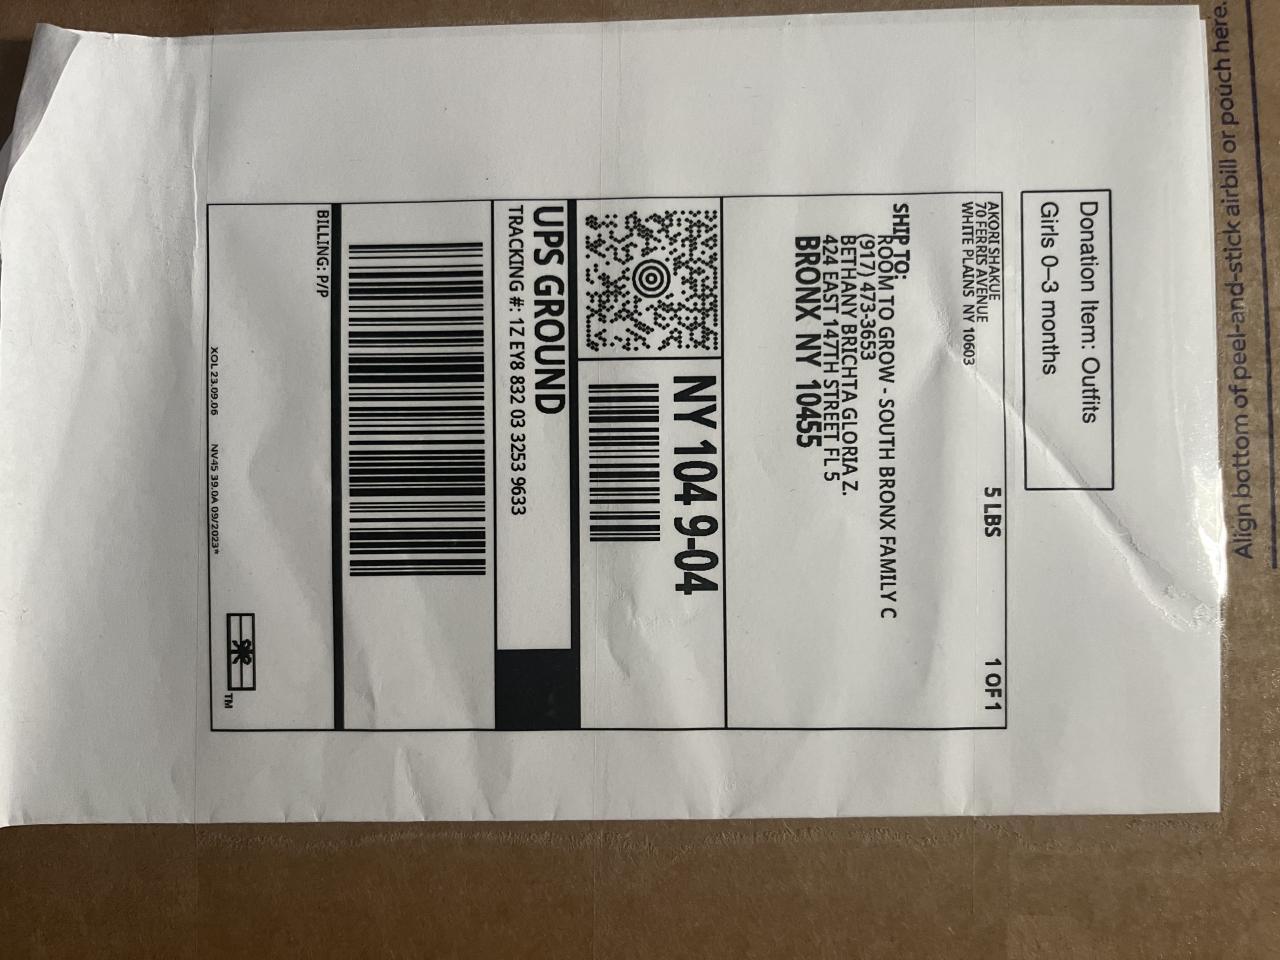 Align bottom of peel-and-stick airbill or pouch here.
Donation Item: Outfits
Girls 0–3 months
AKORI SHAKUE
70 FERRIS AVENUE
WHITE PLAINS NY 10603
5 LBS
1 OF 1
SHIP TO:
ROOM TO GROW - SOUTH BRONX FAMILY C
(917) 473-3653
BETHANY BRICHTA GLORIA Z.
424 EAST 147TH STREET FL 5
BRONX NY 10455
NY 104 9-04
UPS GROUND
TRACKING #: 1Z EY8 832 03 3253 9633
BILLING: P/P
XOL 23.09.06 NV45 39.0A 09/2023*
TM